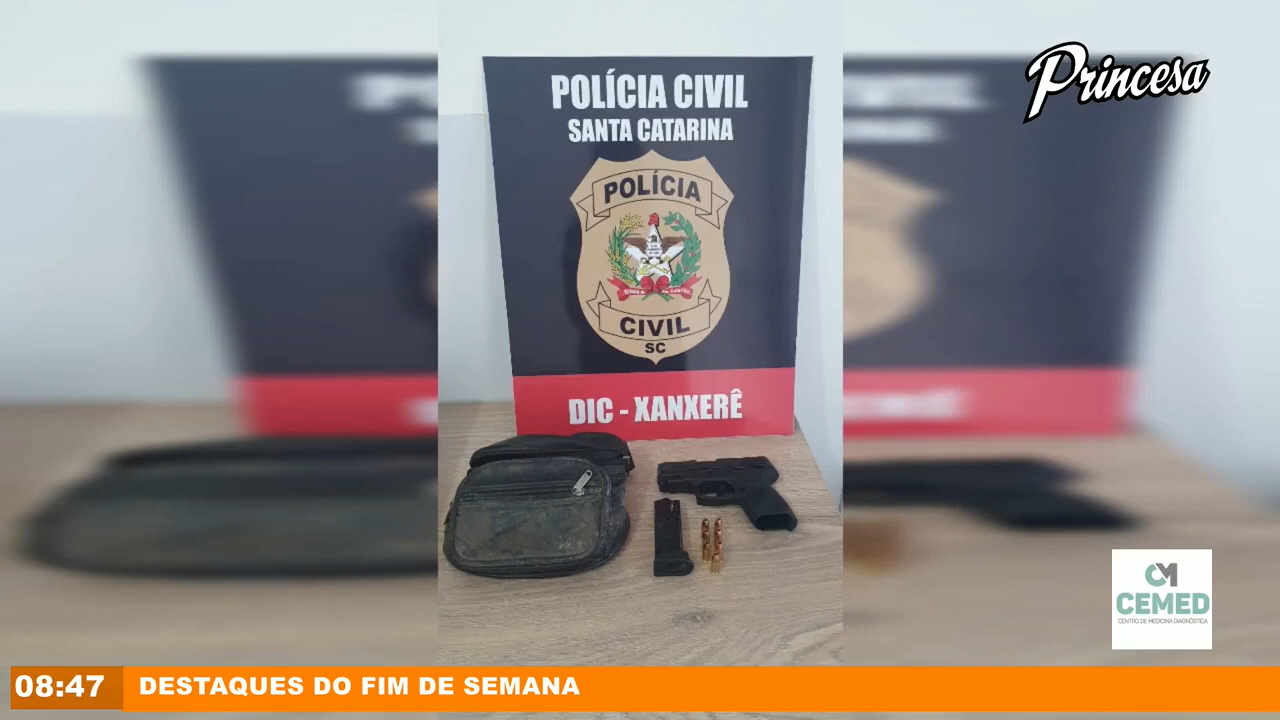 Princesa
POLÍCIA CIVIL
SANTA CATARINA
POLÍCIA
CIVIL
SC
DIC - XANXERÊ
CM
CEMED
CENTRO DE MEDICINA DIAGNÓSTICA
08:47
DESTAQUES DO FIM DE SEMANA